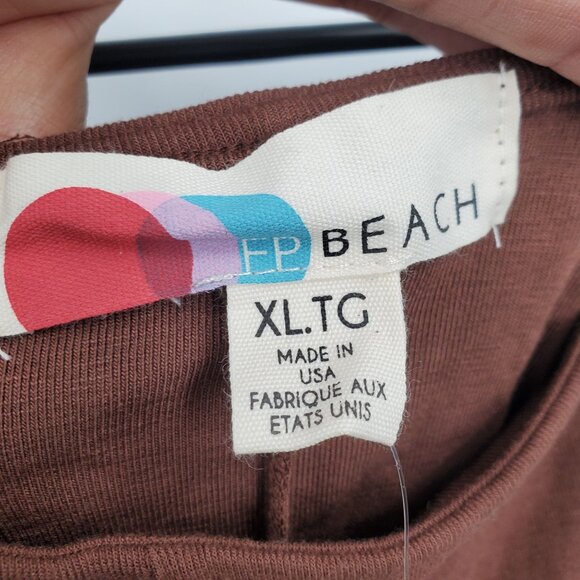 FP BEACH
XL.TG
MADE IN
USA
FABRIQUE AUX
ETATS UNIS